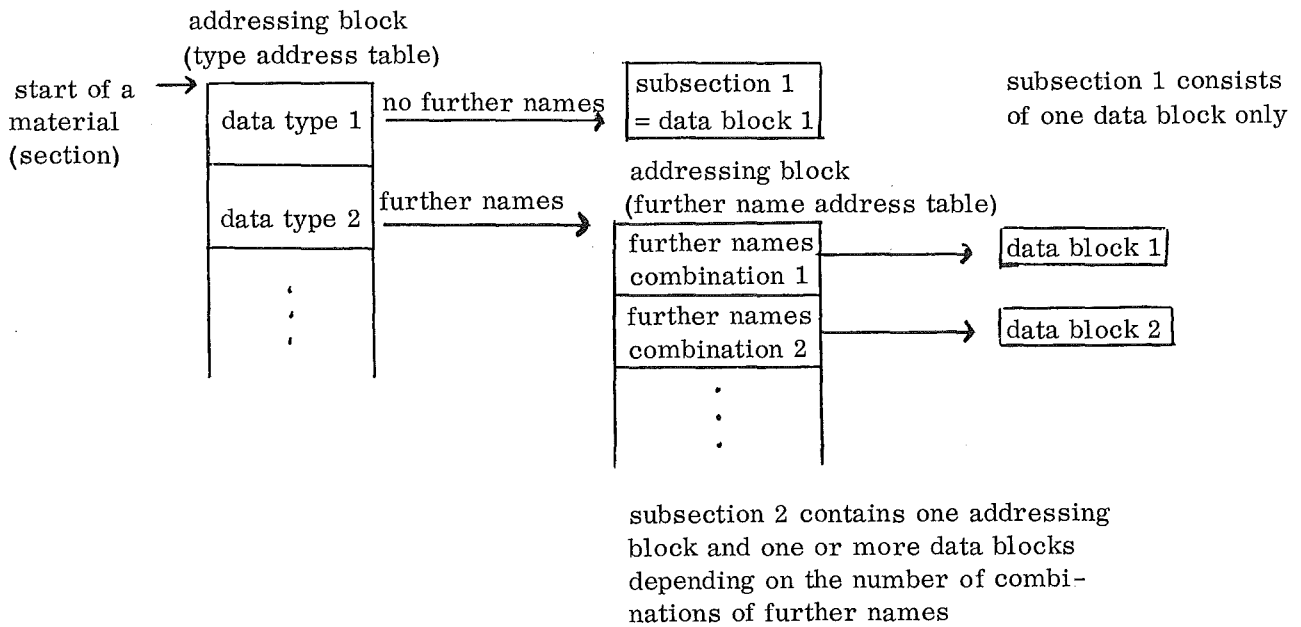 addressing block
(type address table)
start of a
material
(section)
data type 1
no further names
subsection 1
= data block 1
subsection 1 consists
of one data block only
data type 2
further names
addressing block
(further name address table)
further names
combination 1
data block 1
further names
combination 2
data block 2
subsection 2 contains one addressing
block and one or more data blocks
depending on the number of combi-
nations of further names